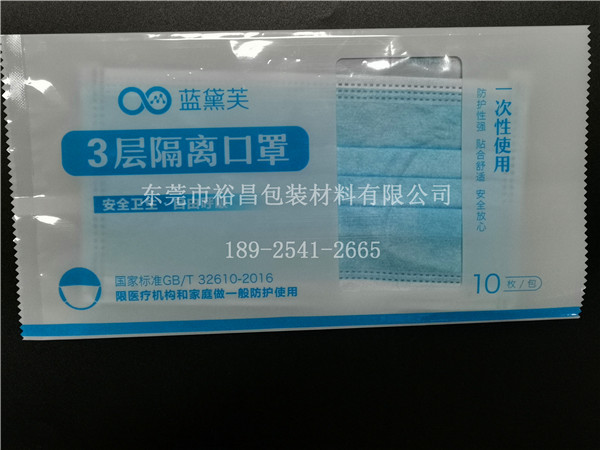 蓝黛芙
3层隔离口罩
安全卫生
东莞市裕昌包装材料有限公司
189-2541-2665
国家标准GB/T 32610-2016
限医疗机构和家庭做一般防护使用
一次性使用
防护性强 贴合舒适 安全放心
10枚/包